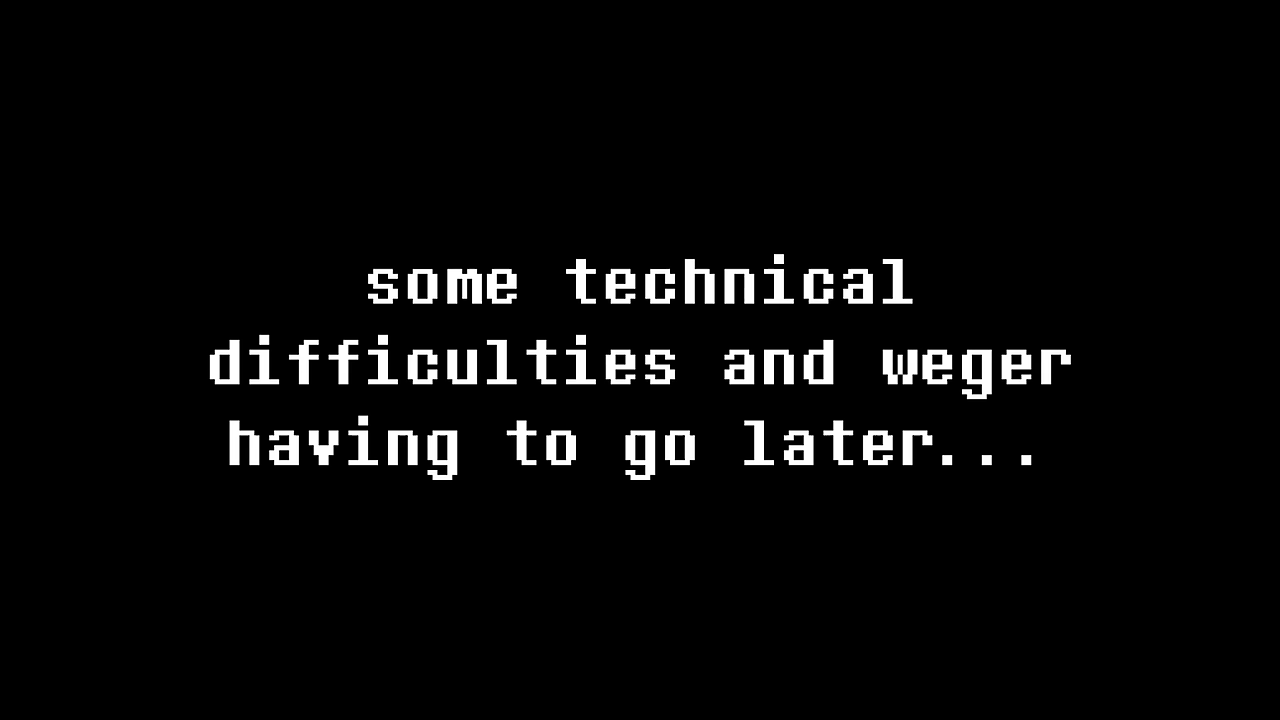 some technical
difficulties and weger
having to go later...